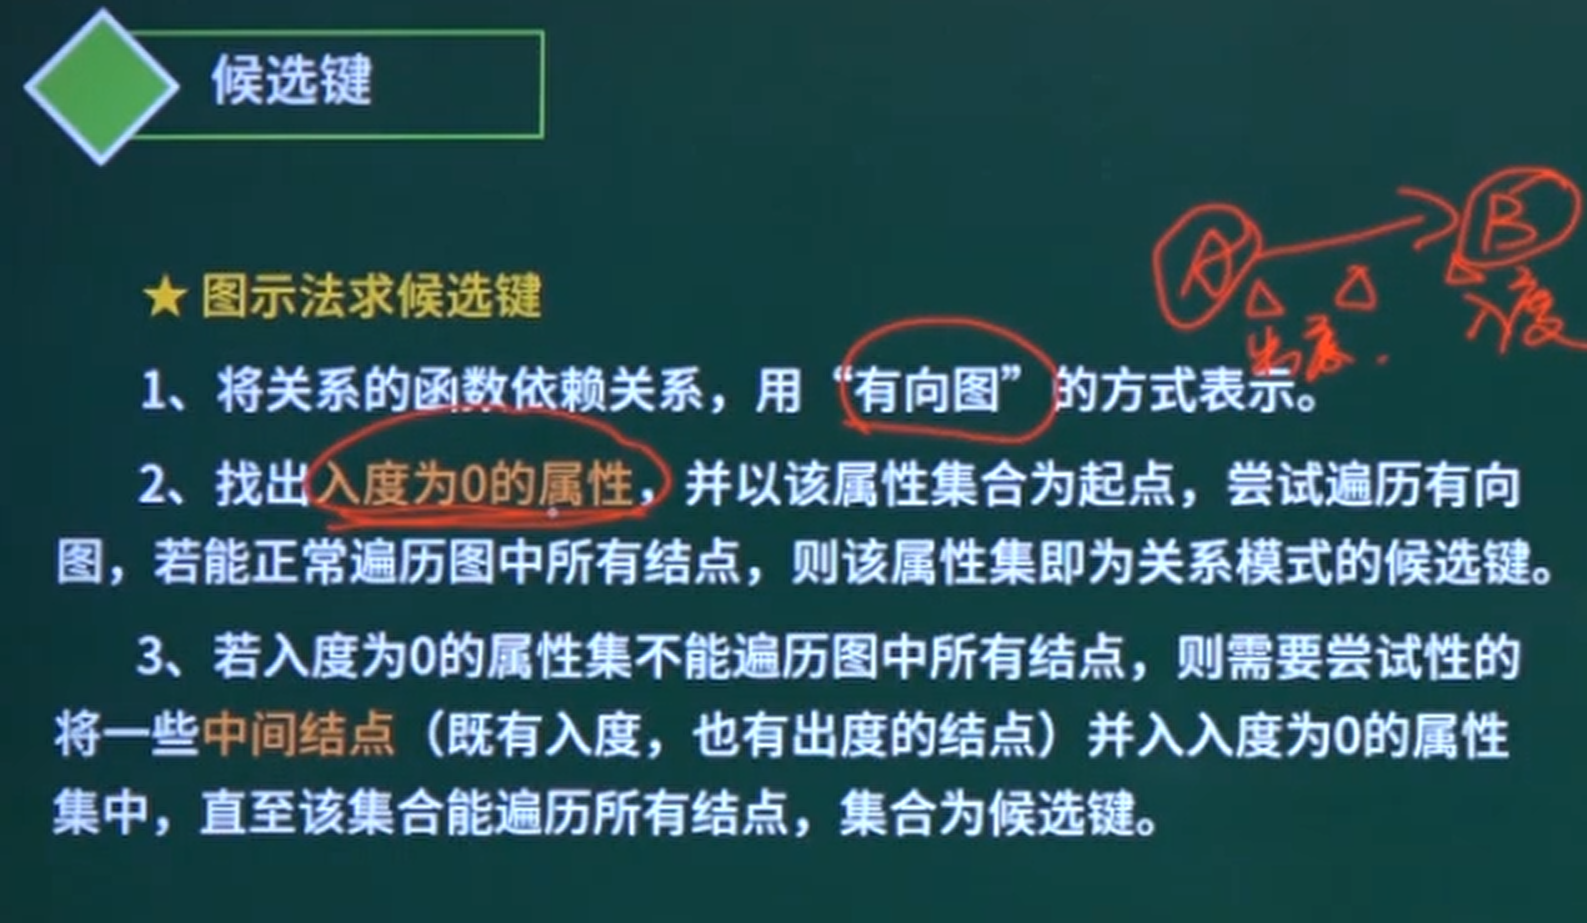 候选键
A
B
出度
入度
★图示法求候选键
1、将关系的函数依赖关系，用“有向图”的方式表示。
2、找出入度为0的属性，并以该属性集合为起点，尝试遍历有向
图，若能正常遍历图中所有结点，则该属性集即为关系模式的候选键。
3、若入度为0的属性集不能遍历图中所有结点，则需要尝试性的
将一些中间结点（既有入度，也有出度的结点）并入入度为0的属性
集中，直至该集合能遍历所有结点，集合为候选键。